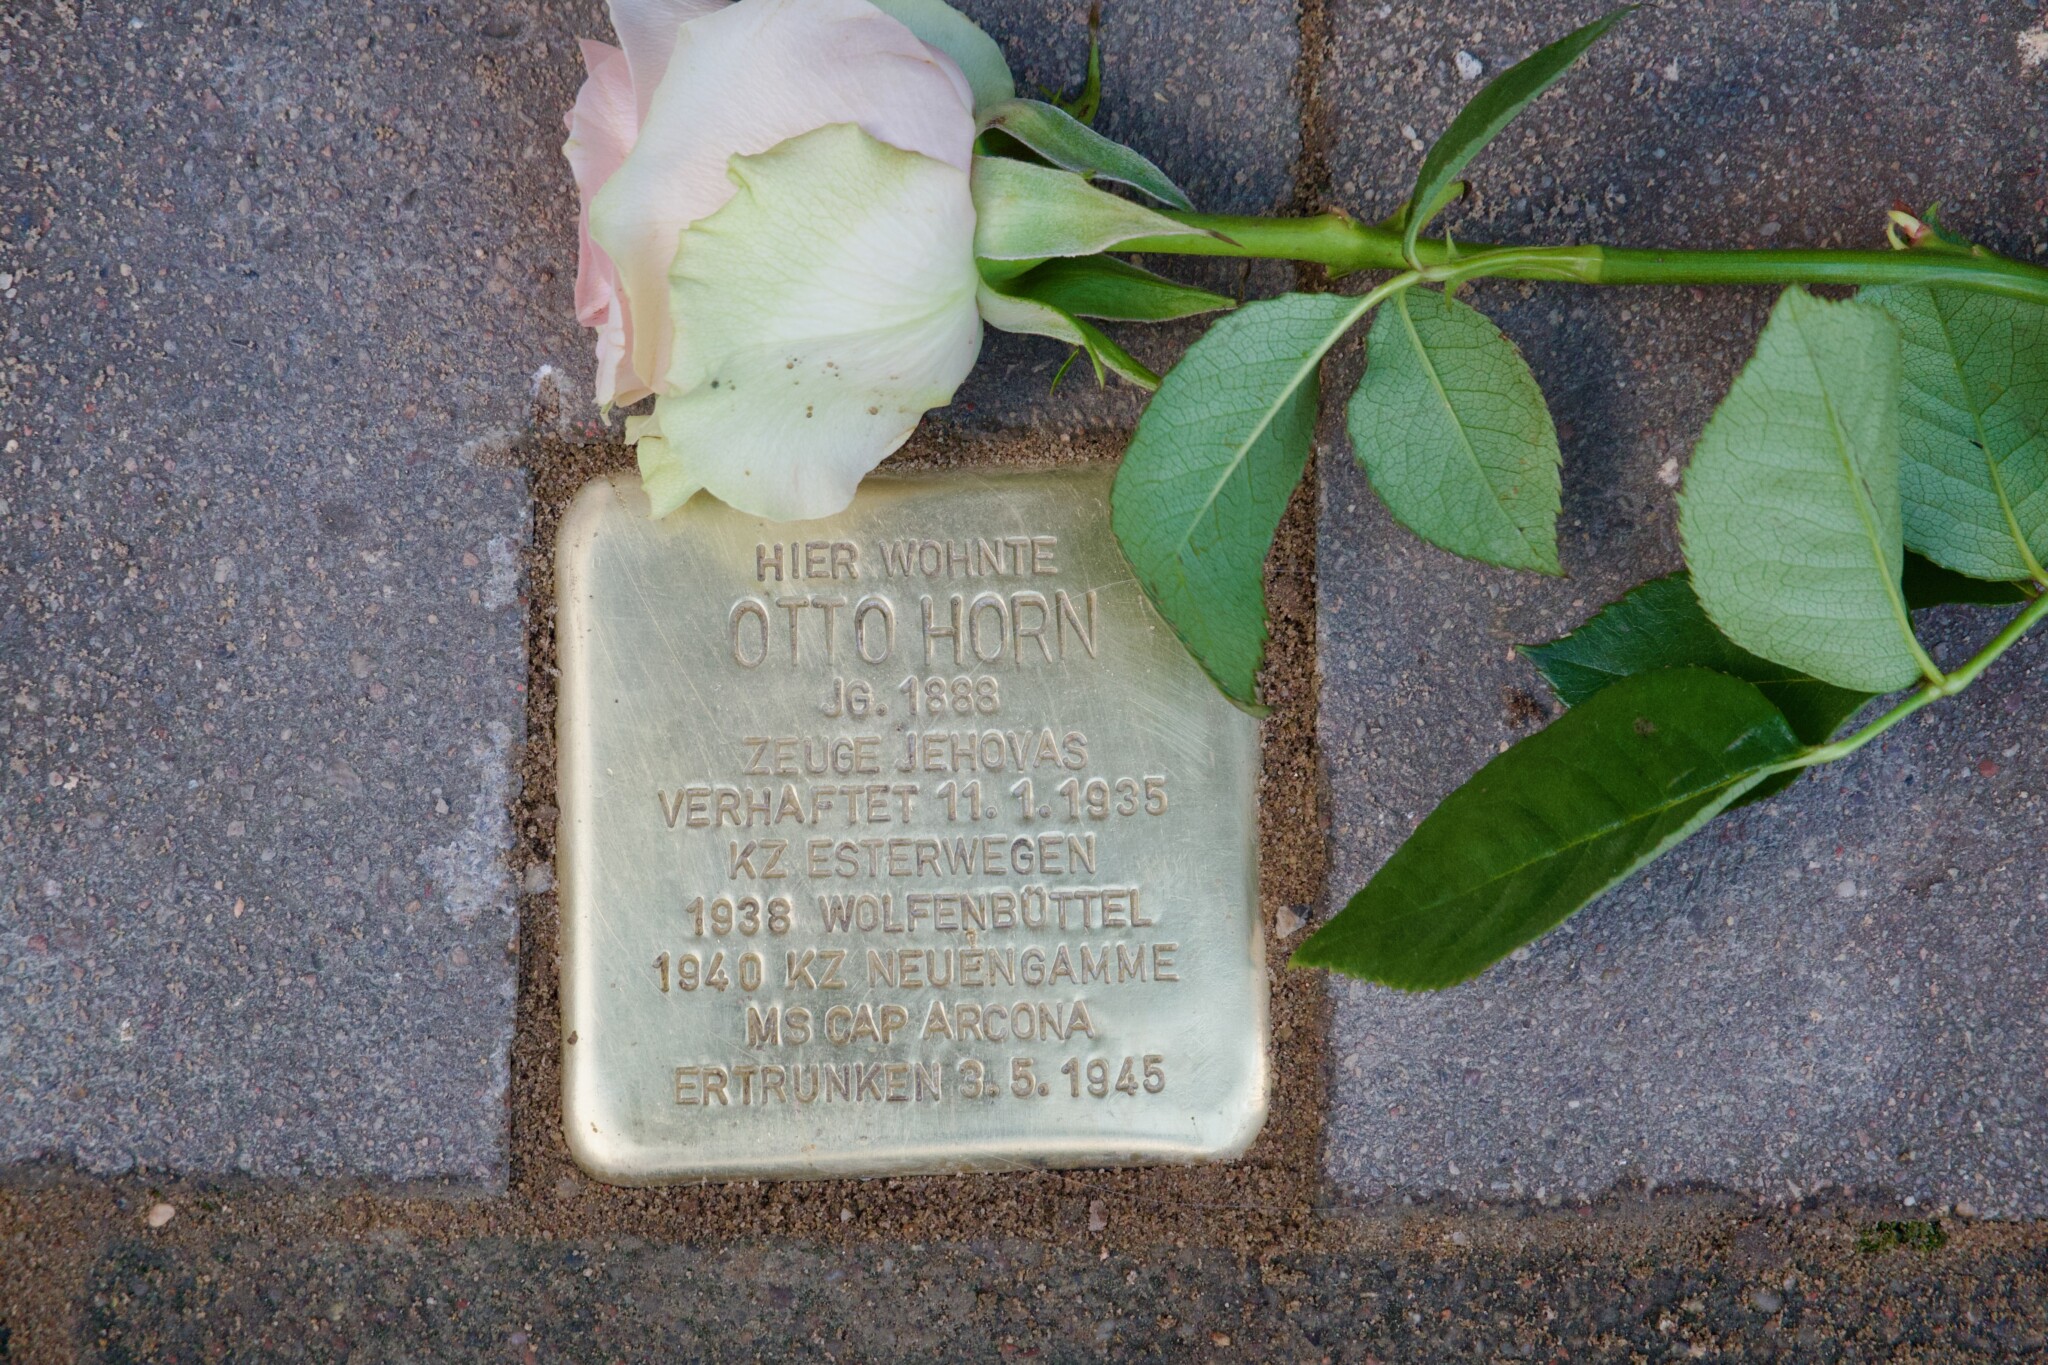 HIER WOHNTE
OTTO HORN
JG. 1888
ZEUGE JEHOVAS
VERHAFTET 11. 1. 1935
KZ ESTERWEGEN
1938 WOLFENBÜTTEL
1940 KZ NEUENGAMME
MS CAP ARCONA
ERTRUNKEN 3. 5. 1945